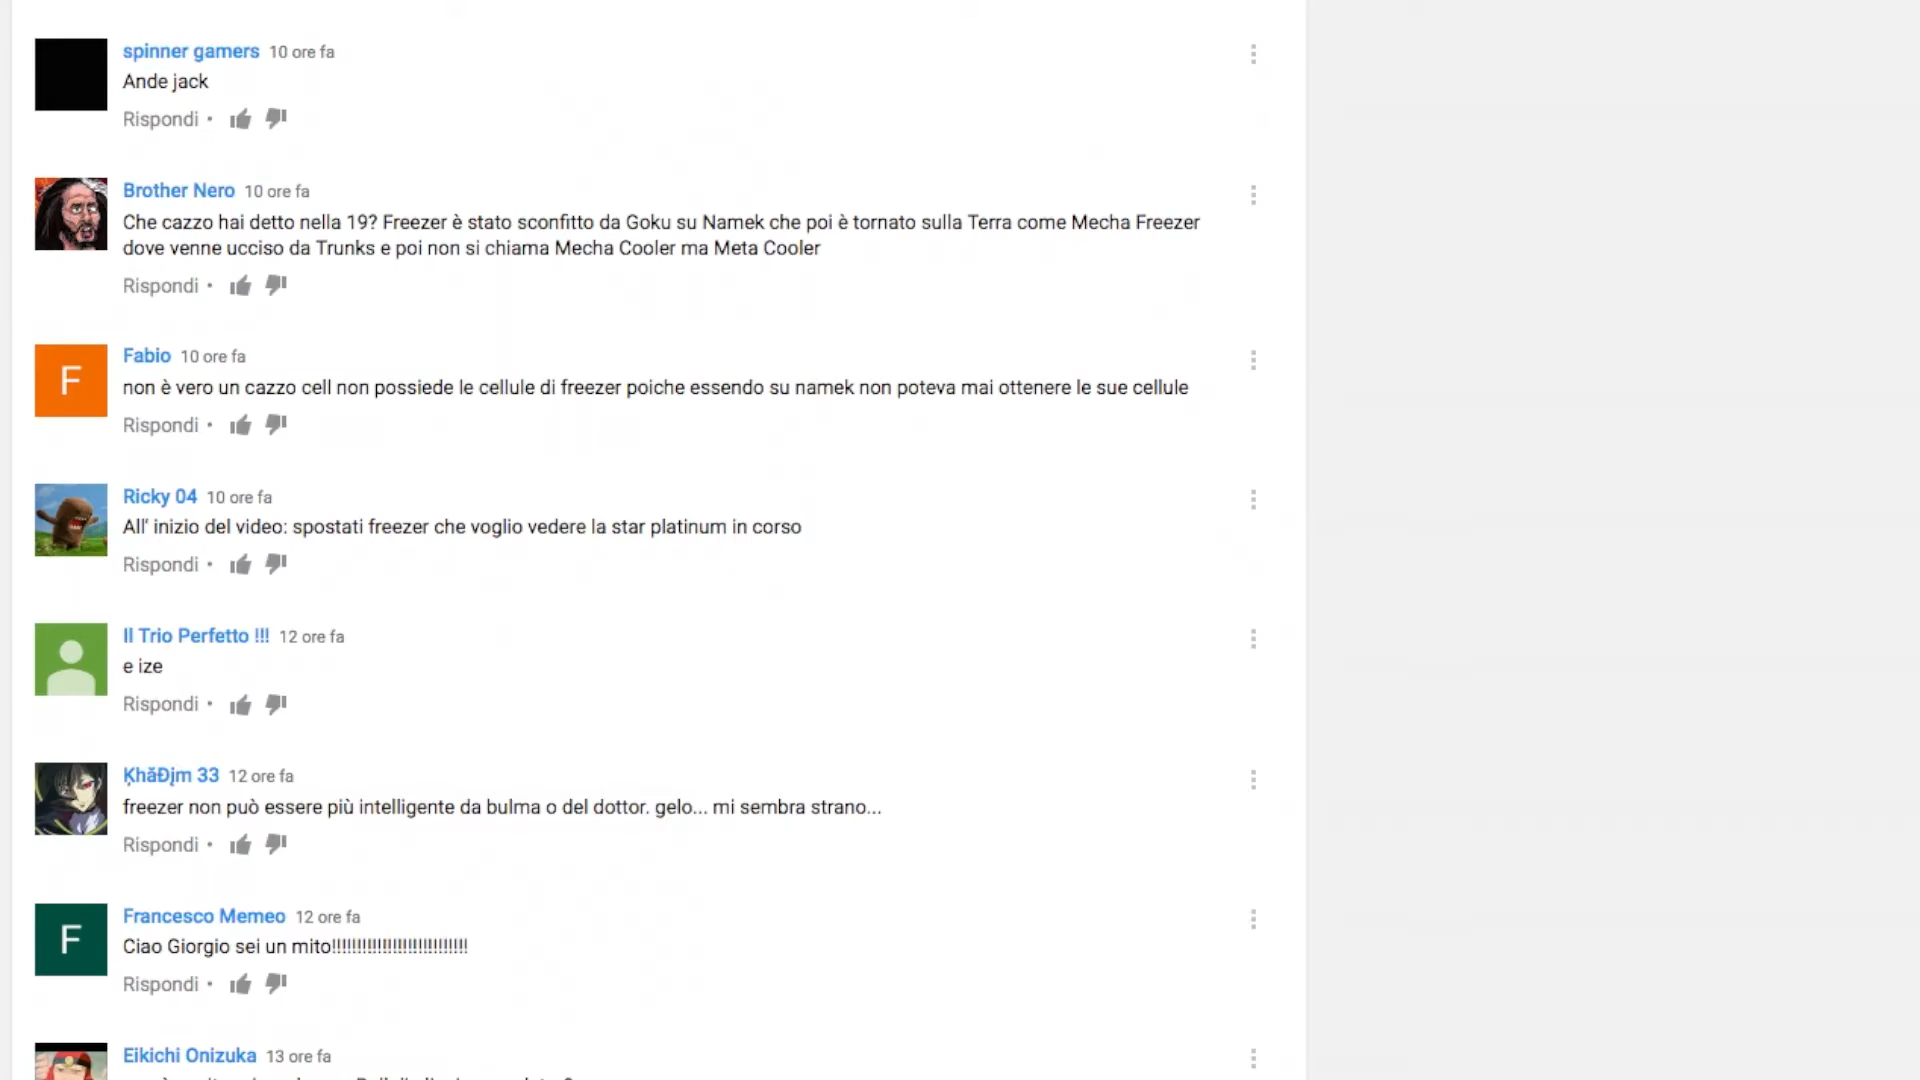 spinner gamers 10 ore fa
Ande jack
Rispondi •
Brother Nero 10 ore fa
Che cazzo hai detto nella 19? Freezer è stato sconfitto da Goku su Namek che poi è tornato sulla Terra come Mecha Freezer
dove venne ucciso da Trunks e poi non si chiama Mecha Cooler ma Meta Cooler
Rispondi •
F
Fabio 10 ore fa
non è vero un cazzo cell non possiede le cellule di freezer poiche essendo su namek non poteva mai ottenere le sue cellule
Rispondi •
Ricky 04 10 ore fa
All' inizio del video: spostati freezer che voglio vedere la star platinum in corso
Rispondi •
Il Trio Perfetto !!! 12 ore fa
e ize
Rispondi •
ĶhăĐįm 33 12 ore fa
freezer non può essere più intelligente da bulma o del dottor. gelo... mi sembra strano...
Rispondi •
F
Francesco Memeo 12 ore fa
Ciao Giorgio sei un mito!!!!!!!!!!!!!!!!!!!!!!!!!!!
Rispondi •
Eikichi Onizuka 13 ore fa